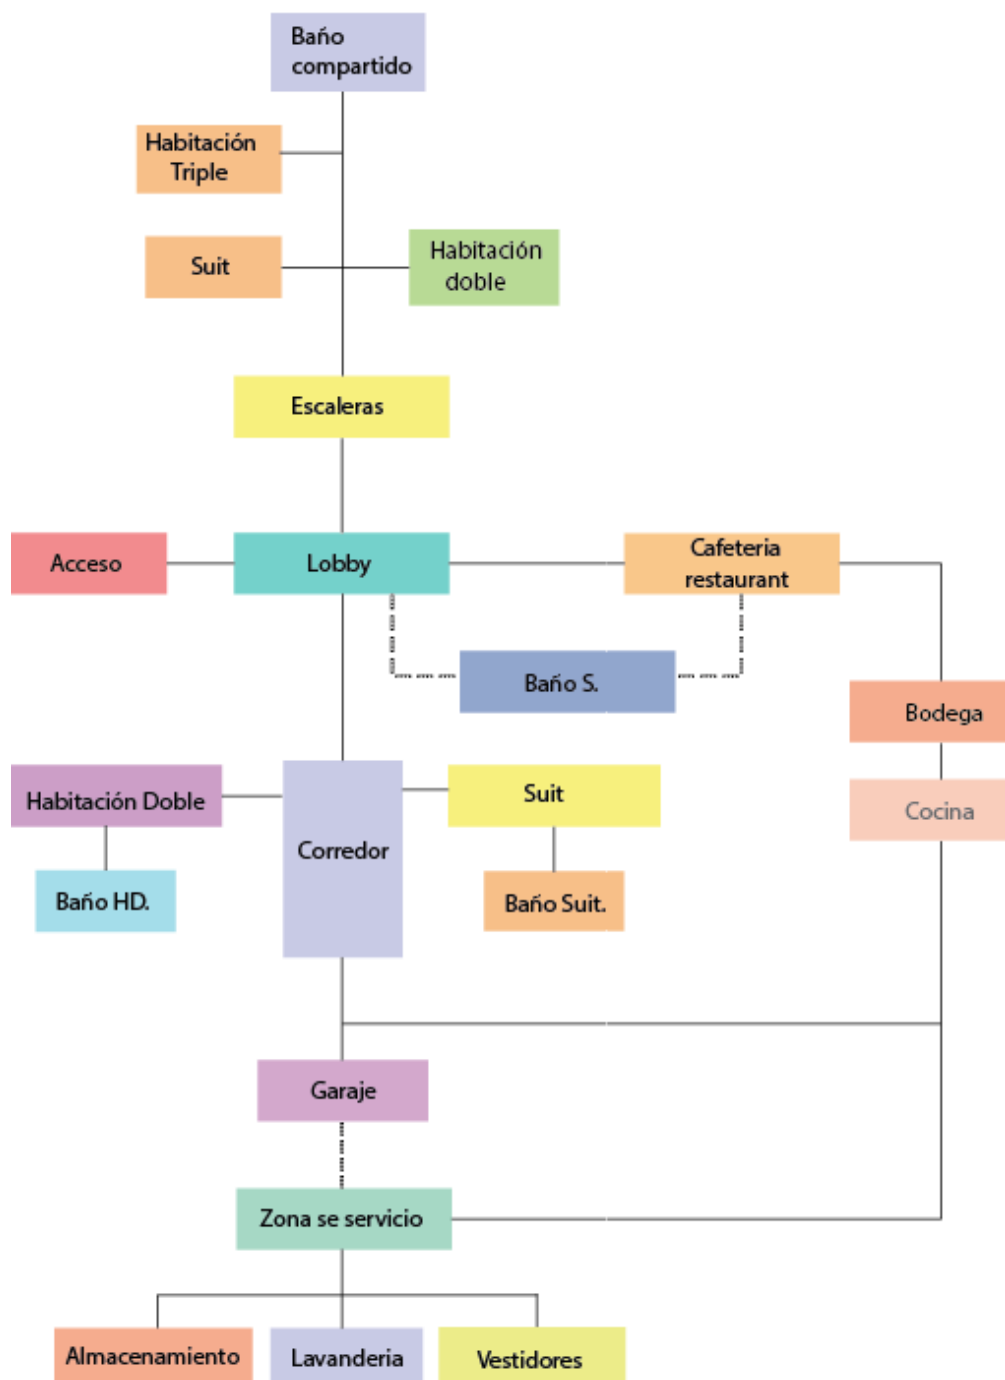 Baño
compartido
Habitación
Triple
Suit
Habitación
doble
Escaleras
Acceso
Lobby
Cafeteria
restaurant
Baño S.
Bodega
Habitación Doble
Corredor
Suit
Cocina
Baño HD.
Baño Suit.
Garaje
Zona se servicio
Almacenamiento
Lavanderia
Vestidores